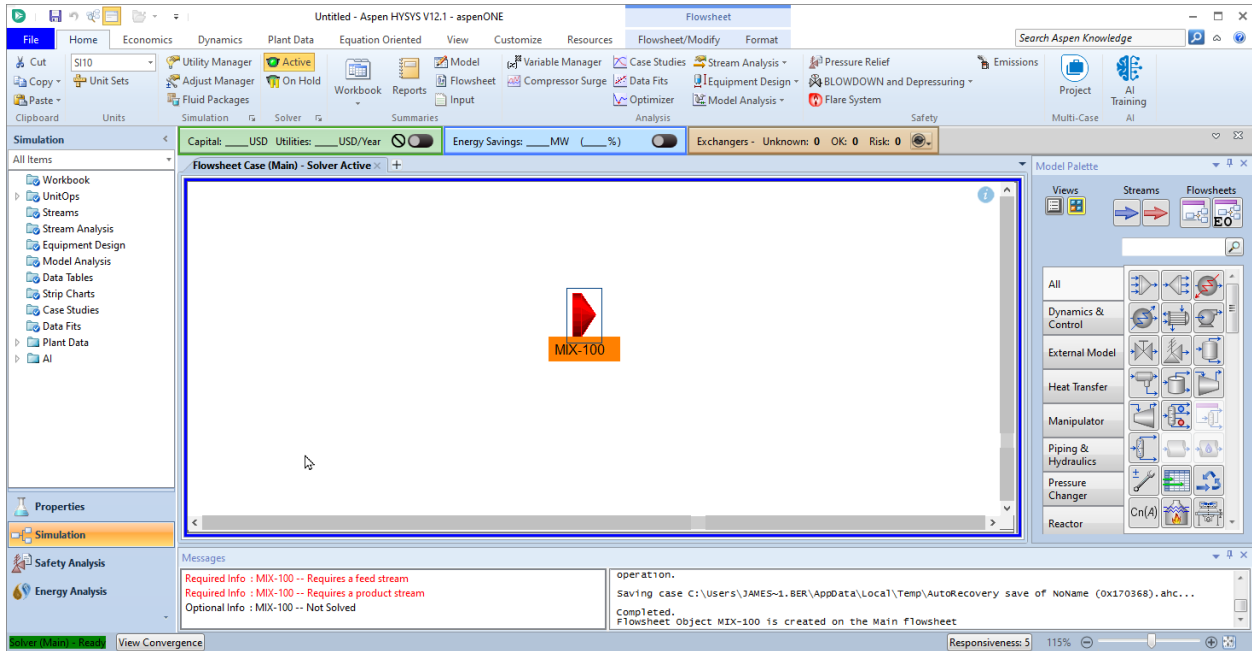 Untitled - Aspen HYSYS V12.1 - aspenONE
Flowsheet
File Home Economics Dynamics Plant Data Equation Oriented View Customize Resources Flowsheet/Modify Format Search Aspen Knowledge
Cut SI10 Utility Manager Active Model Variable Manager Case Studies Stream Analysis Pressure Relief Emissions
Copy Unit Sets Adjust Manager On Hold Workbook Reports Flowsheet Compressor Surge Data Fits Equipment Design BLOWDOWN and Depressuring Project AI Training
Paste Fluid Packages Input Optimizer Model Analysis Flare System
Clipboard Units Simulation Solver Summaries Analysis Safety Multi-Case AI
Simulation
Capital: ____USD Utilities: ____USD/Year Energy Savings: ____MW (____%) Exchangers - Unknown: 0 OK: 0 Risk: 0
All Items
Workbook
UnitOps
Streams
Stream Analysis
Equipment Design
Model Analysis
Data Tables
Strip Charts
Case Studies
Data Fits
Plant Data
AI
Properties
Simulation
Safety Analysis
Energy Analysis
Flowsheet Case (Main) - Solver Active
MIX-100
Model Palette
Views Streams Flowsheets
EO
All
Dynamics & Control
External Model
Heat Transfer
Manipulator
Piping & Hydraulics
Pressure Changer
Reactor
Cn(A)
Messages
Required Info : MIX-100 -- Requires a feed stream
Required Info : MIX-100 -- Requires a product stream
Optional Info : MIX-100 -- Not Solved
operation.
Saving case C:\Users\JAMES~1.BER\AppData\Local\Temp\AutoRecovery save of NoName (0X170368).ahc...
Completed.
Flowsheet Object MIX-100 is created on the Main flowsheet
Solver (Main) - Ready View Convergence Responsiveness: 5 115%